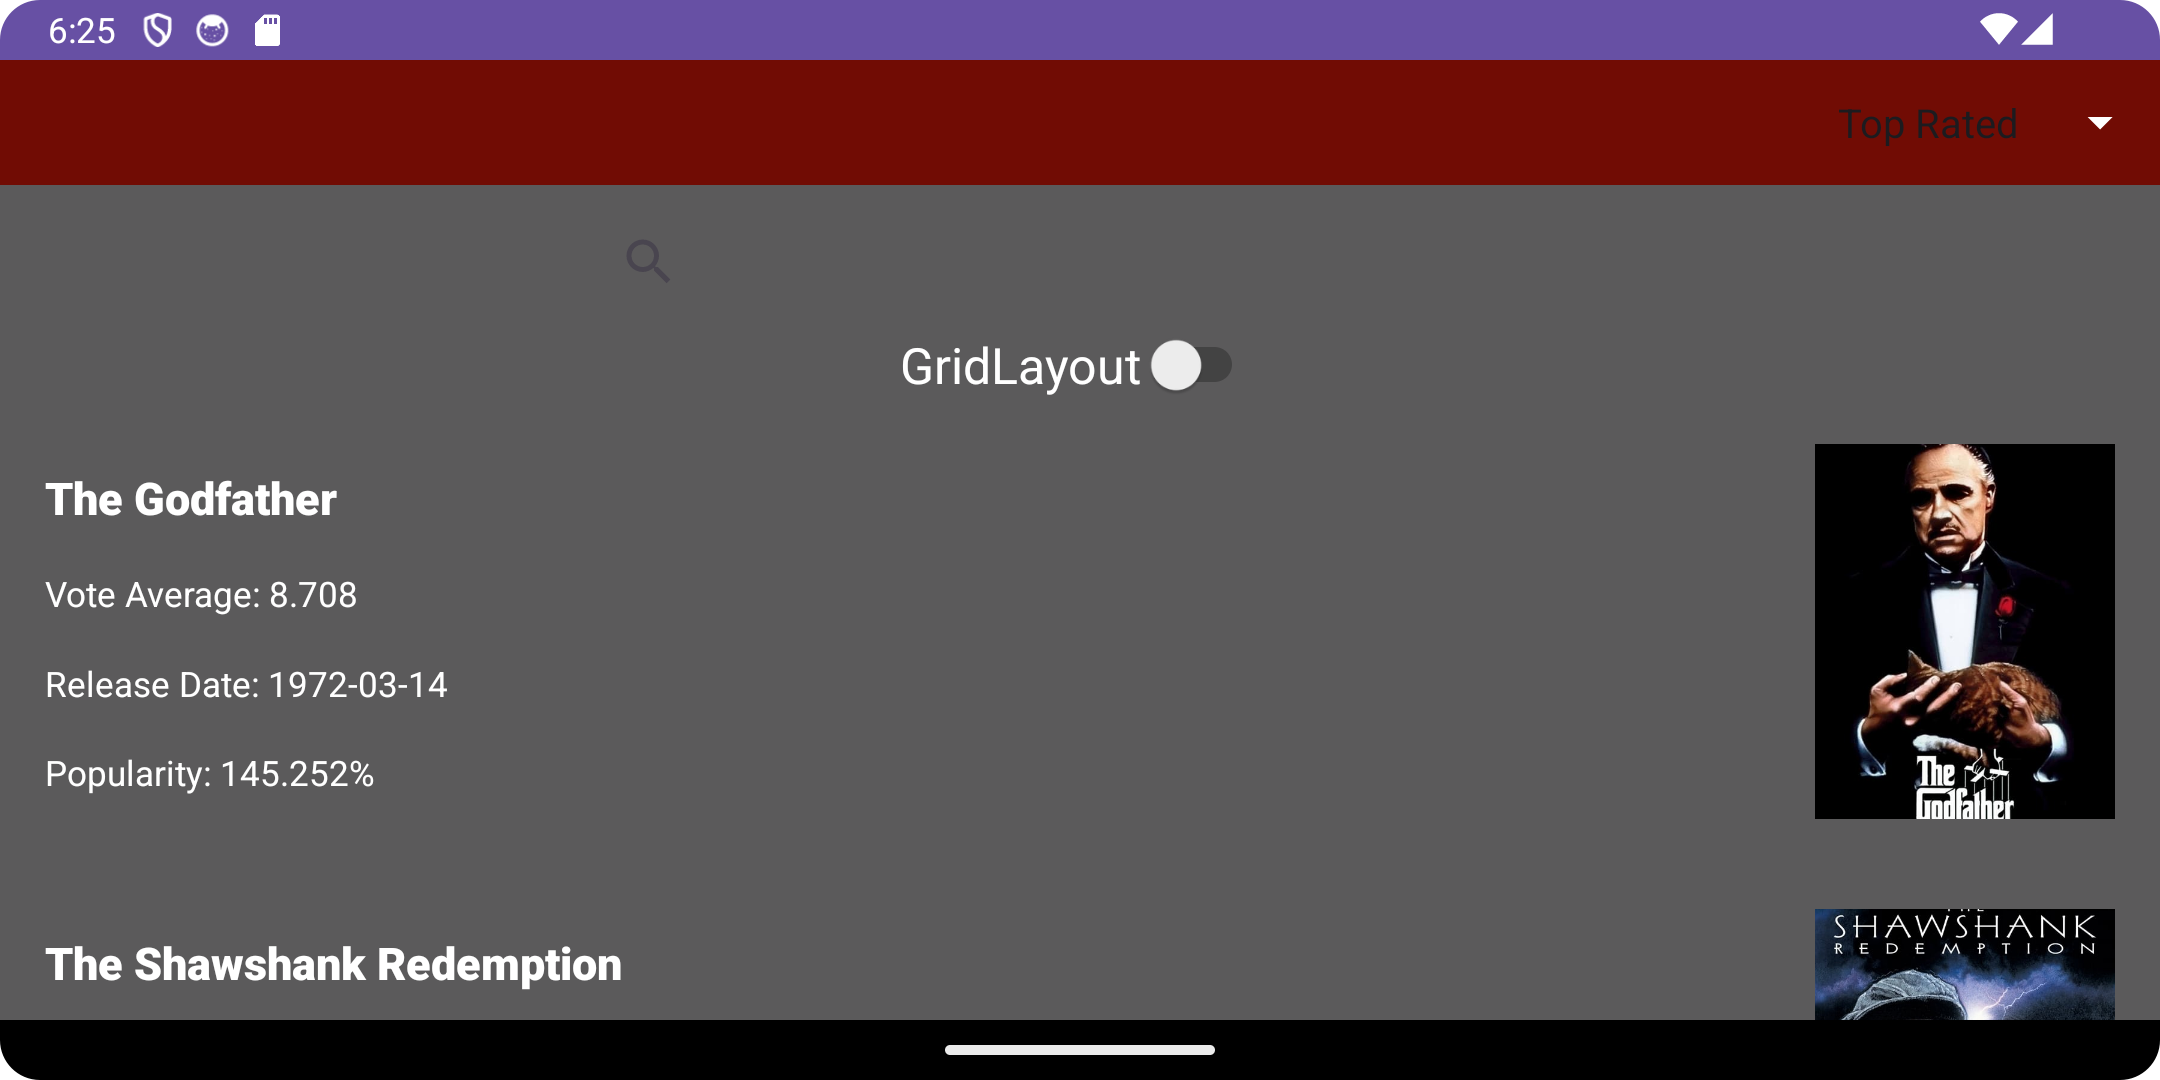 6:25
Top Rated
GridLayout
The Godfather
Vote Average: 8.708
Release Date: 1972-03-14
Popularity: 145.252%
The
Godfather
The Shawshank Redemption
THE
SHAWSHANK
REDEMPTION